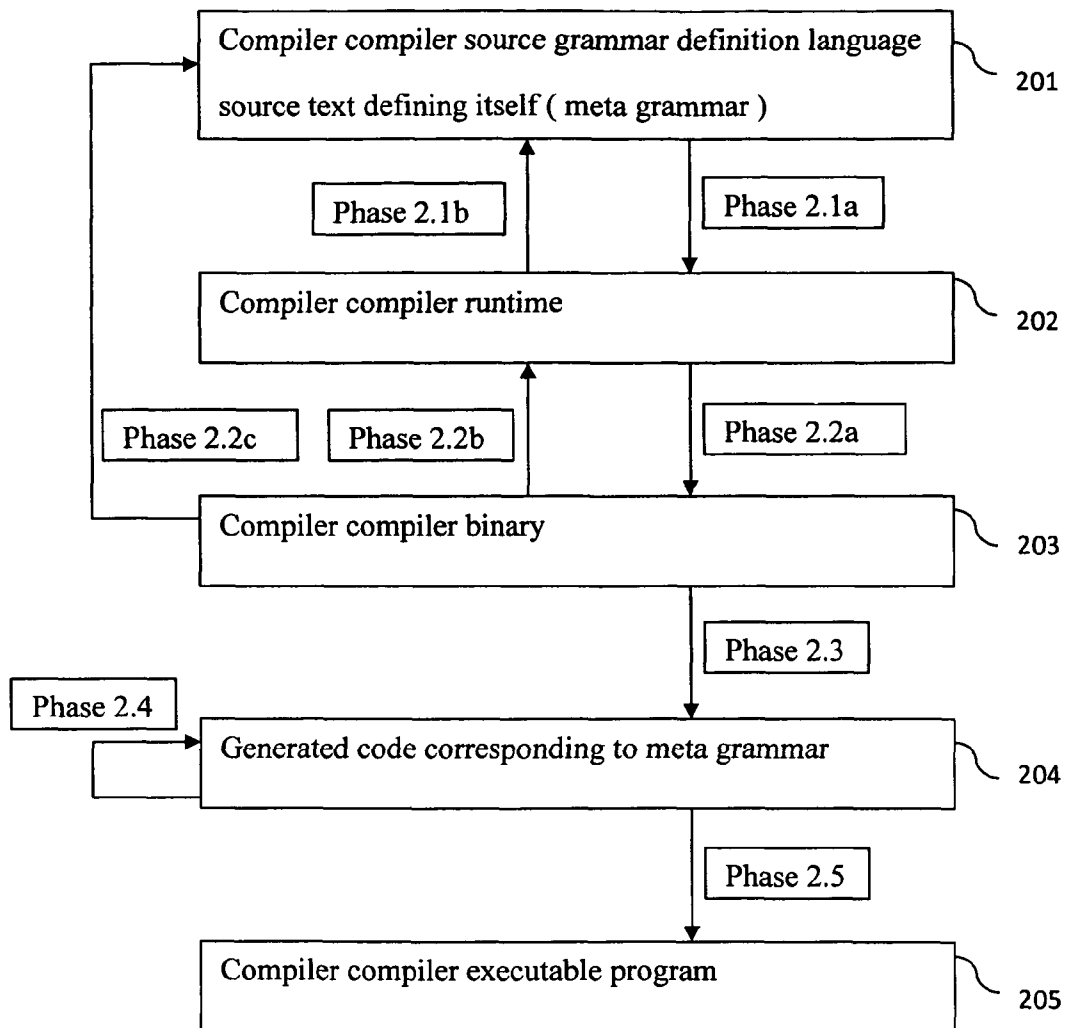 Compiler compiler source grammar definition language
source text defining itself ( meta grammar )
201
Phase 2.1b
Phase 2.1a
Compiler compiler runtime
202
Phase 2.2c
Phase 2.2b
Phase 2.2a
Compiler compiler binary
203
Phase 2.3
Phase 2.4
Generated code corresponding to meta grammar
204
Phase 2.5
Compiler compiler executable program
205